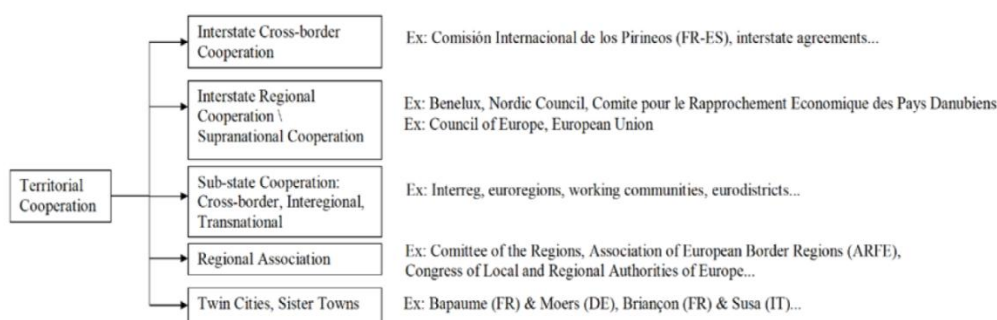 Interstate Cross-border
Cooperation
Ex: Comisión Internacional de los Pirineos (FR-ES), interstate agreements...
Interstate Regional
Cooperation \
Supranational Cooperation
Ex: Benelux, Nordic Council, Comite pour le Rapprochement Economique des Pays Danubiens
Ex: Council of Europe, European Union
Territorial
Cooperation
Sub-state Cooperation:
Cross-border, Interegional,
Transnational
Ex: Interreg, euroregions, working communities, eurodistricts...
Regional Association
Ex: Comittee of the Regions, Association of European Border Regions (ARFE),
Congress of Local and Regional Authorities of Europe...
Twin Cities, Sister Towns
Ex: Bapaume (FR) & Moers (DE), Briançon (FR) & Susa (IT)...